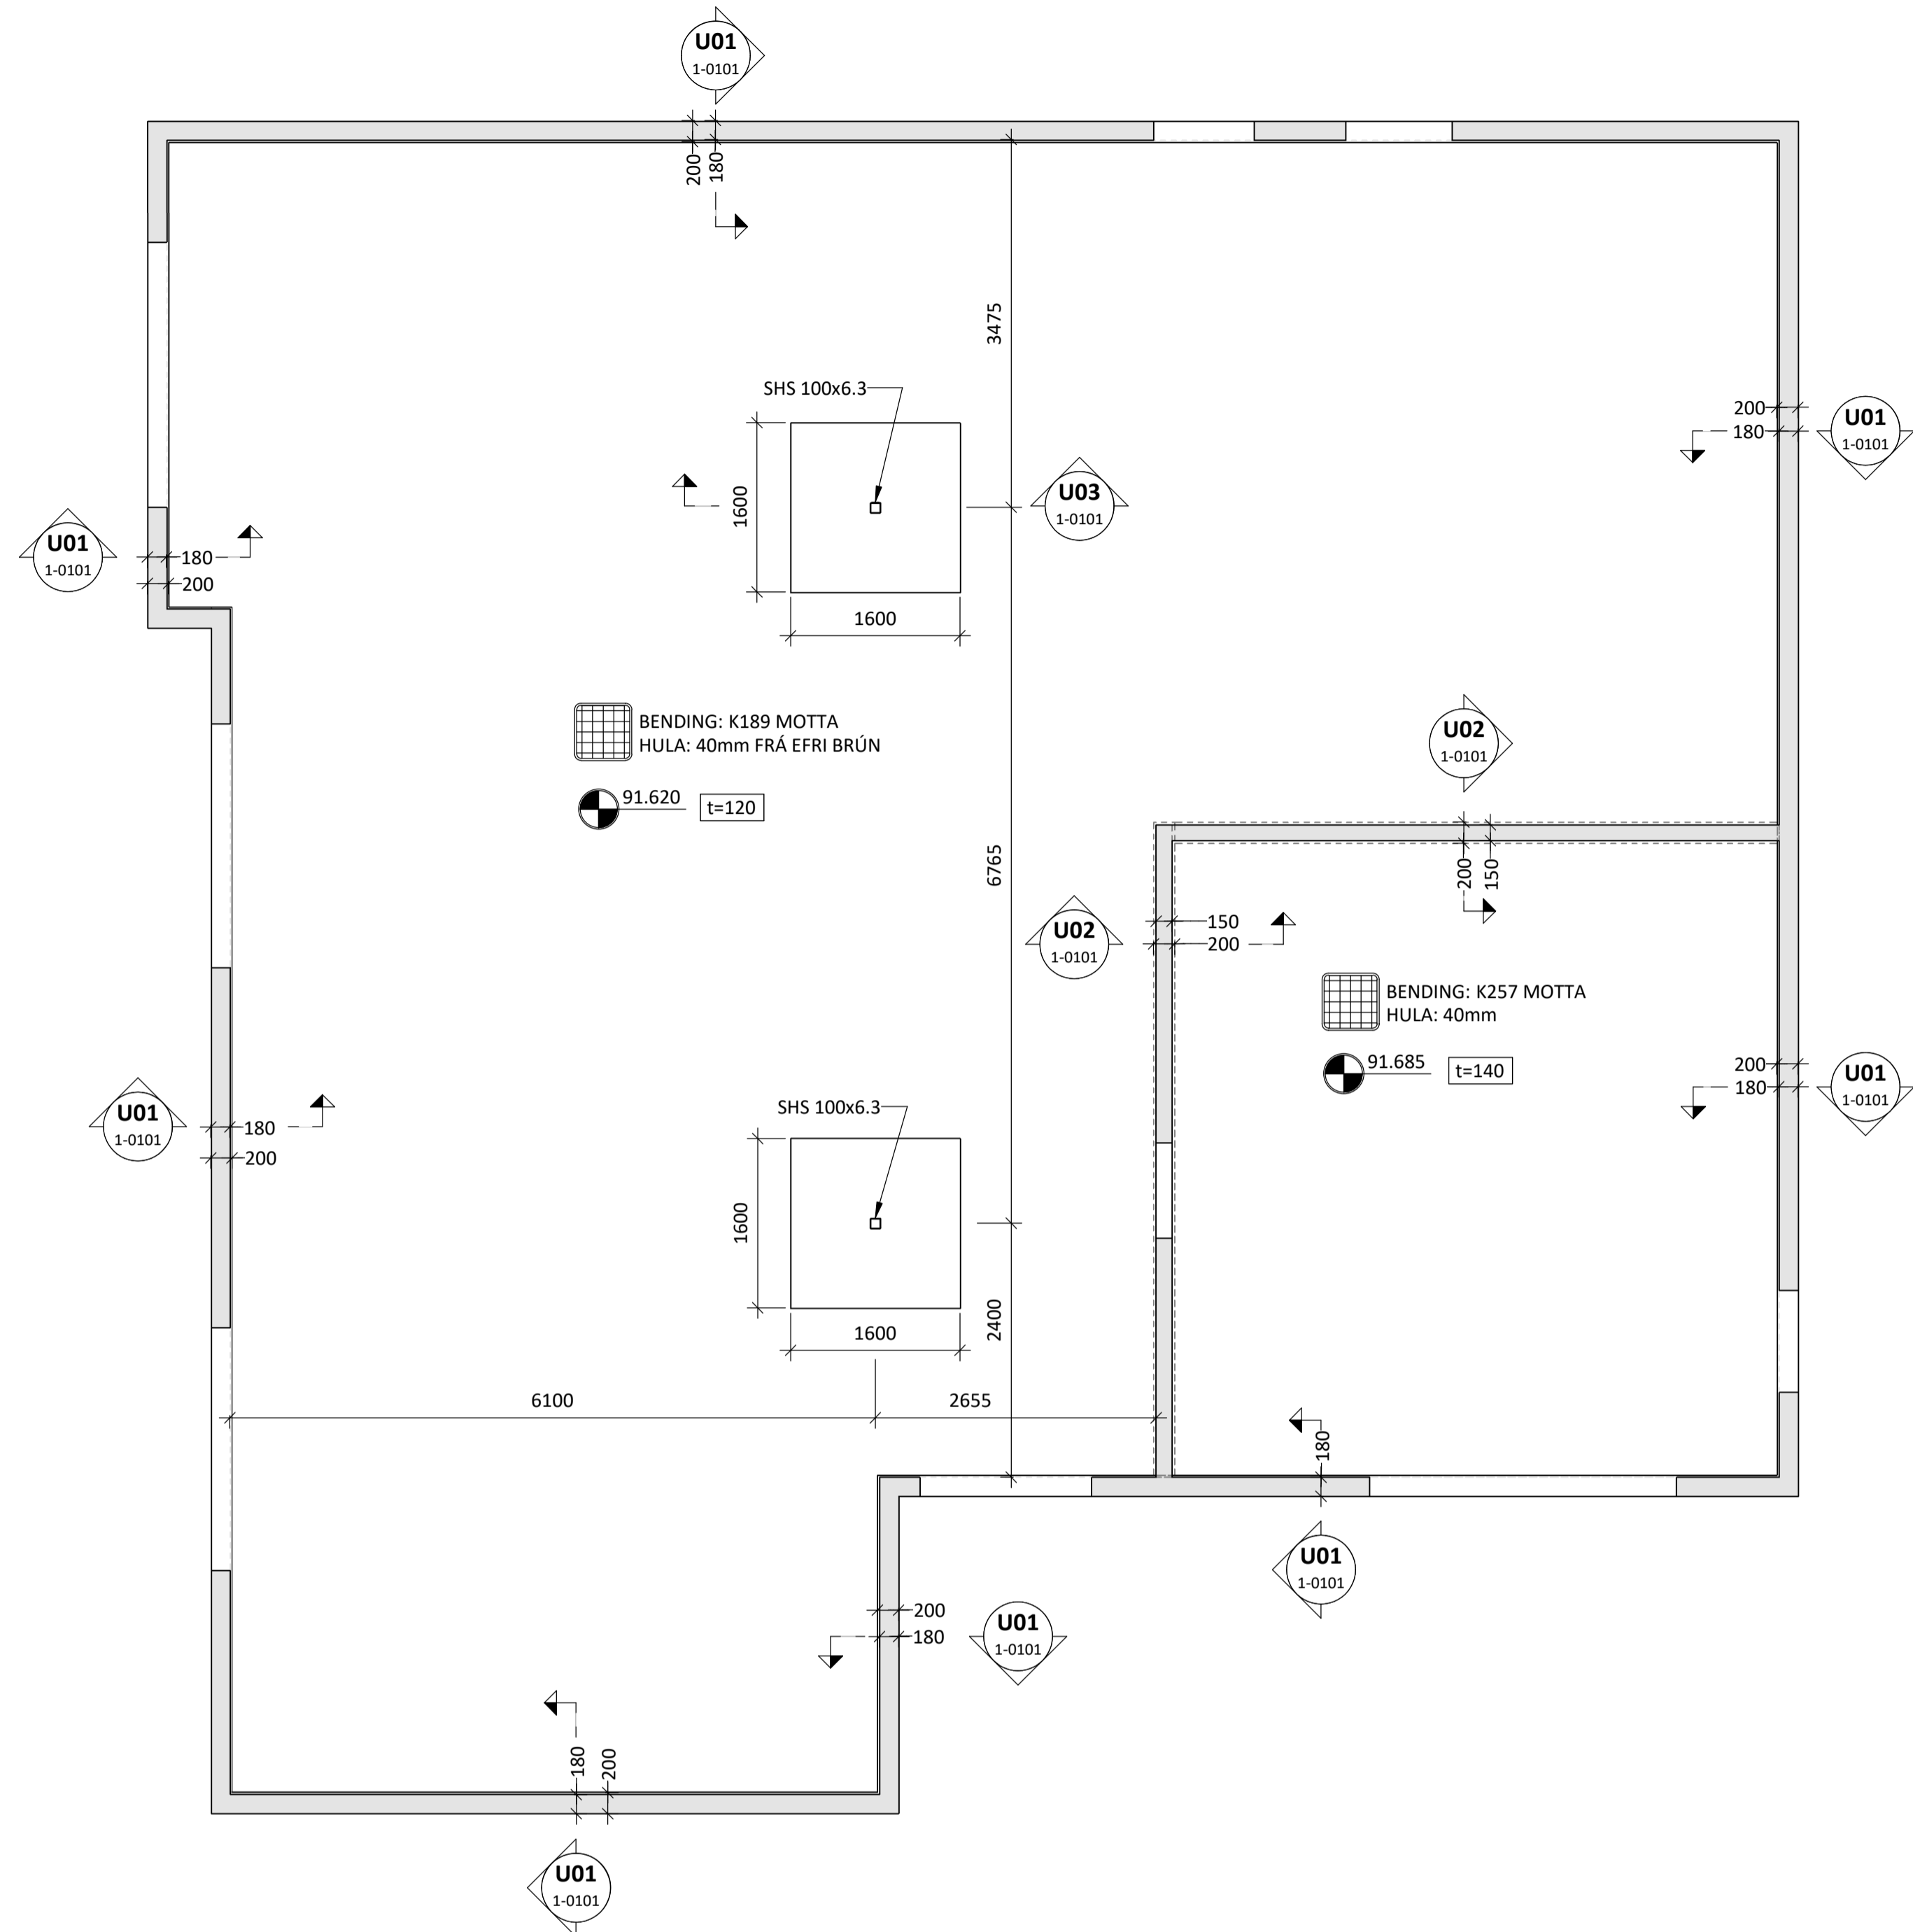 U01
1-0101
200
180
3475
SHS 100x6.3
1600
1600
U03
1-0101
200
180
U01
1-0101
U01
1-0101
180
200
BENDING: K189 MOTTA
HULA: 40mm FRÁ EFRI BRÚN
91.620
t=120
U02
1-0101
6765
200
150
U02
1-0101
150
200
BENDING: K257 MOTTA
HULA: 40mm
91.685
t=140
200
180
U01
1-0101
U01
1-0101
180
200
SHS 100x6.3
1600
1600
2400
6100
2655
180
U01
1-0101
200
180
U01
1-0101
180
200
U01
1-0101